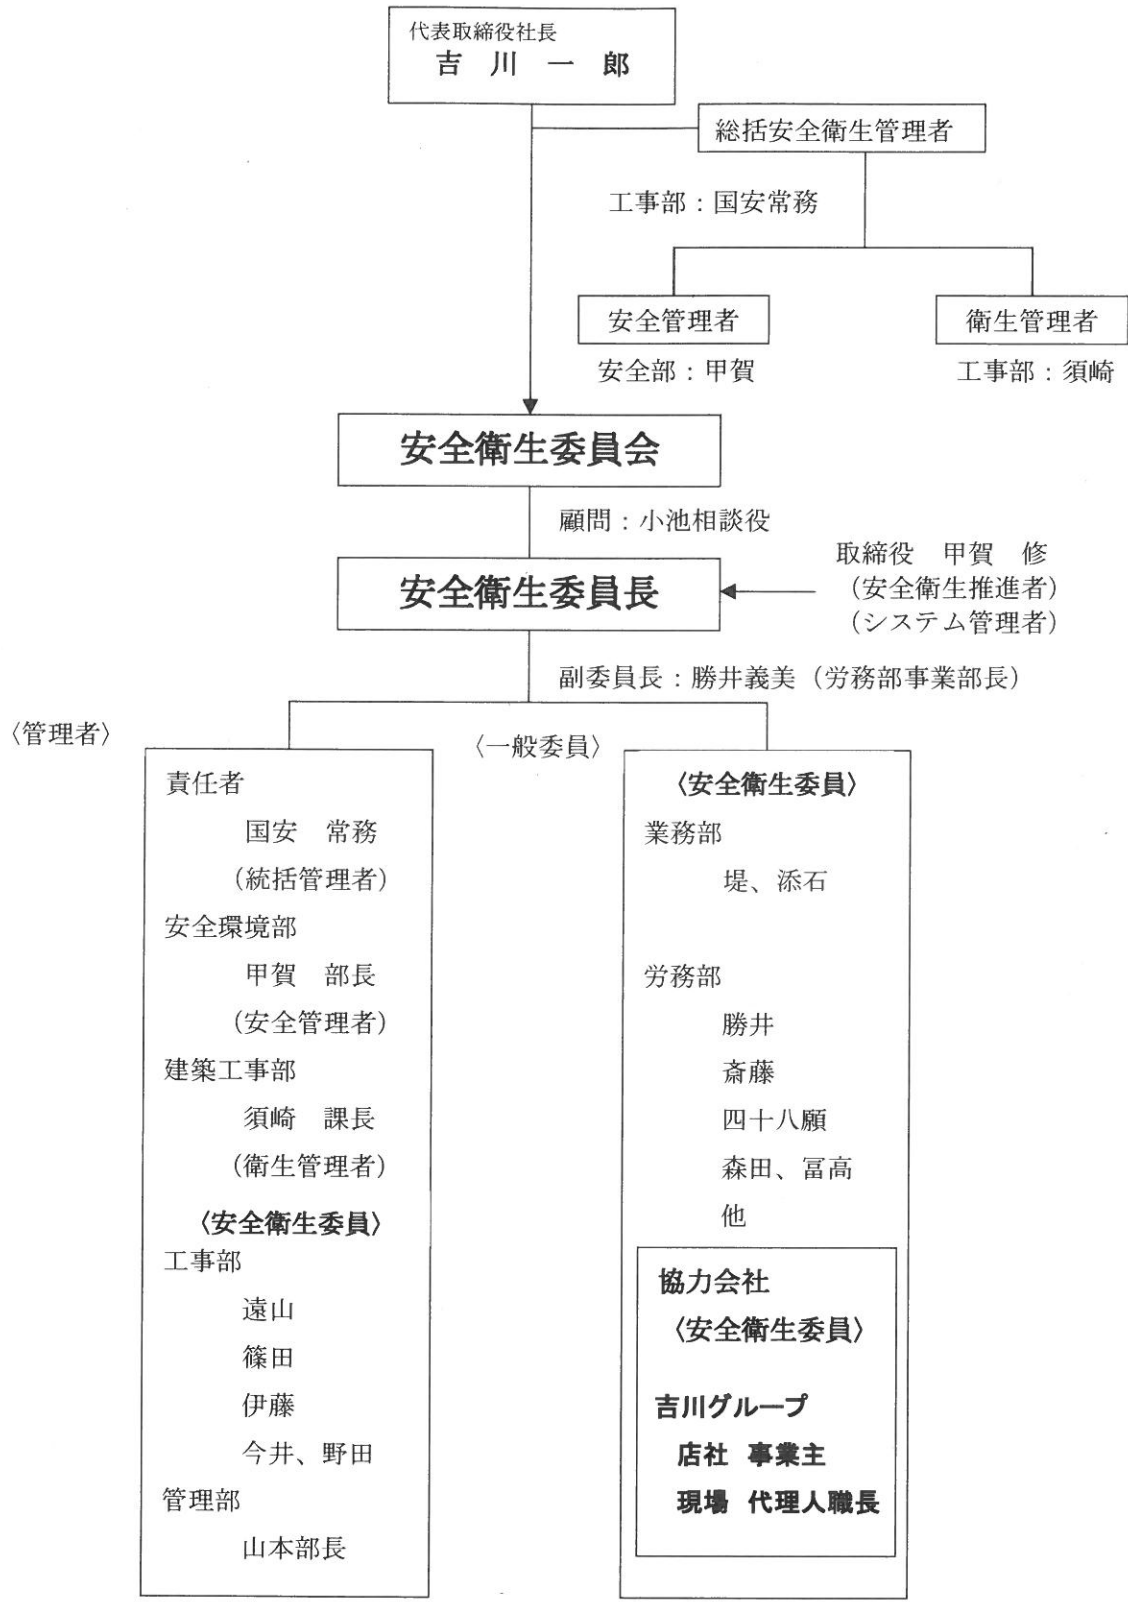 代表取締役社長
吉 川 一 郎
総括安全衛生管理者
工事部：国安常務
安全管理者
衛生管理者
安全部：甲賀
工事部：須崎
安全衛生委員会
顧問：小池相談役
安全衛生委員長
取締役 甲賀 修
（安全衛生推進者）
（システム管理者）
副委員長：勝井義美（労務部事業部長）
〈管理者〉
責任者
国安 常務
（統括管理者）
安全環境部
甲賀 部長
（安全管理者）
建築工事部
須崎 課長
（衛生管理者）
〈安全衛生委員〉
工事部
遠山
篠田
伊藤
今井、野田
管理部
山本部長
〈一般委員〉
〈安全衛生委員〉
業務部
堤、添石
労務部
勝井
斎藤
四十八願
森田、冨高
他
協力会社
〈安全衛生委員〉
吉川グループ
店社 事業主
現場 代理人職長